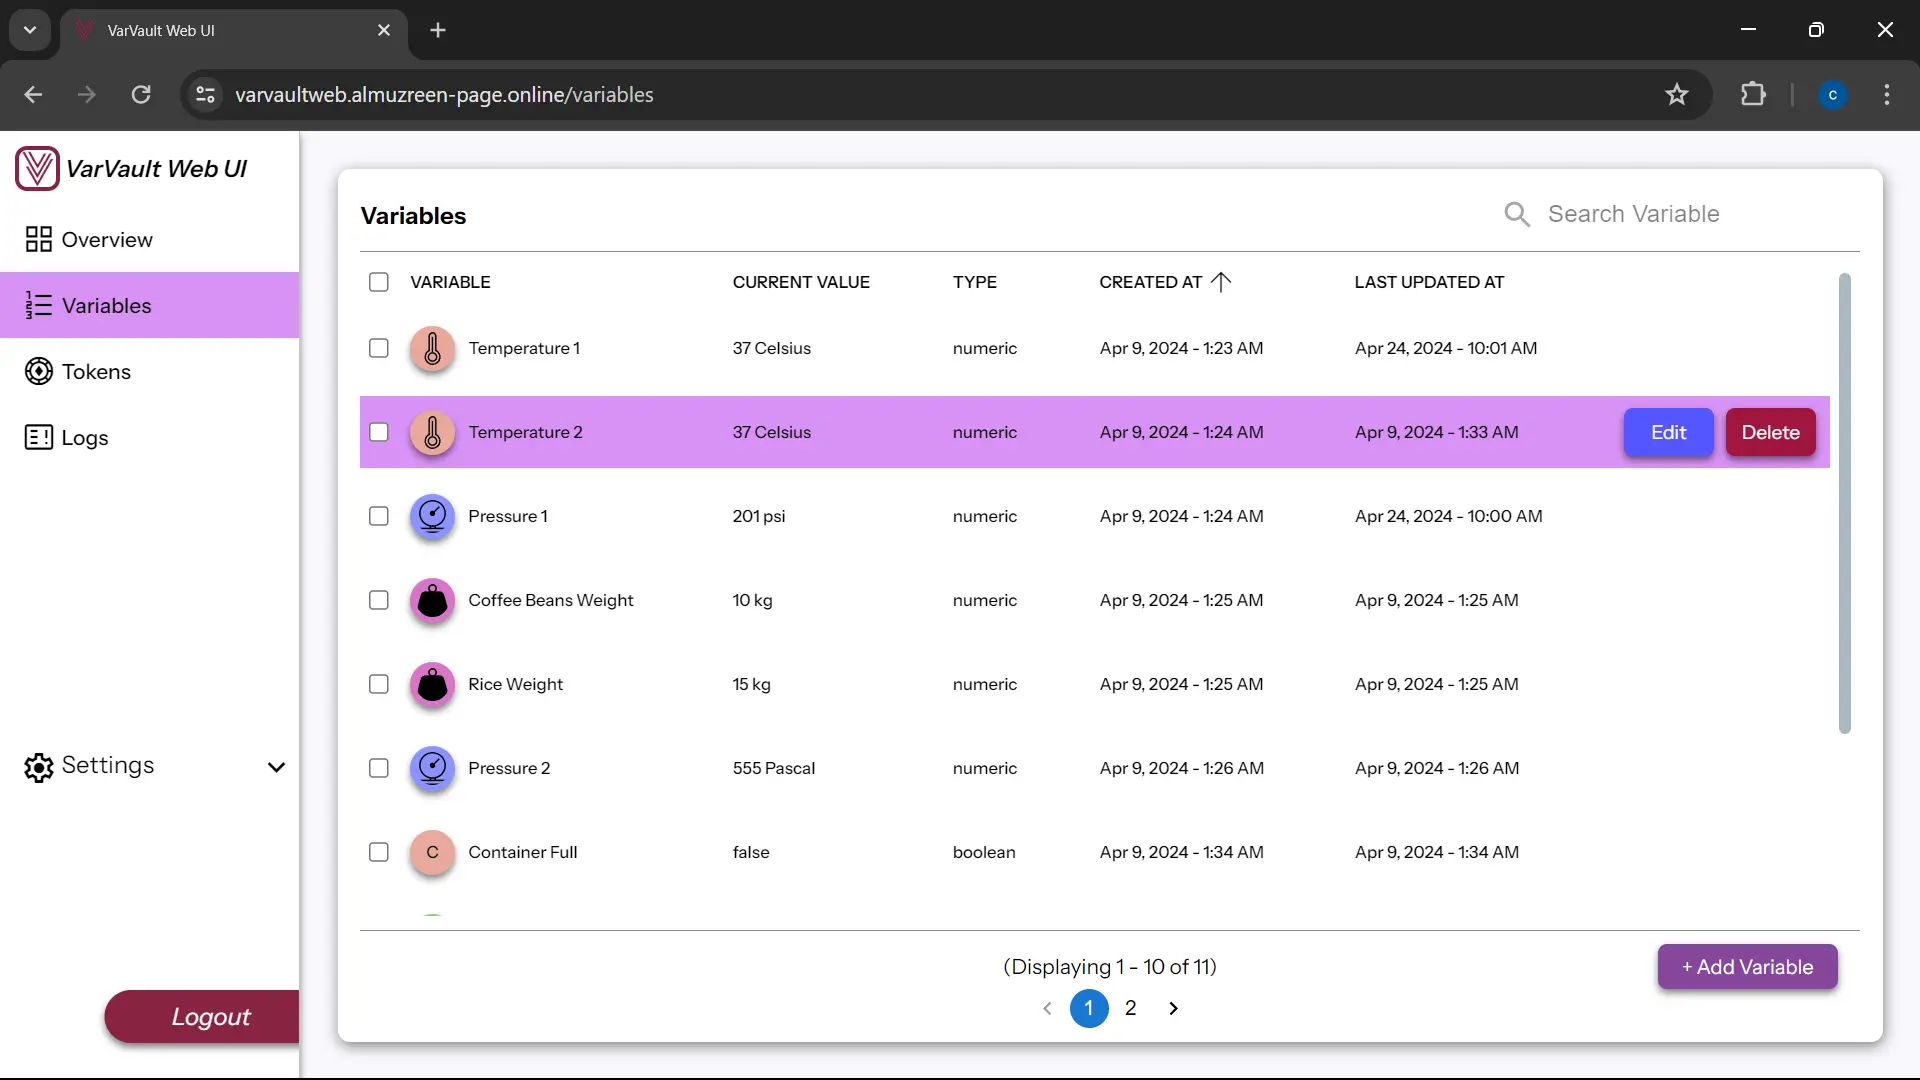 VarVault Web UI
varvaultweb.almuzreen-page.online/variables
C
VarVault Web UI
Overview
Variables
Tokens
Logs
Settings
Logout
Variables
Search Variable
VARIABLE CURRENT VALUE TYPE CREATED AT LAST UPDATED AT
Temperature 1 37 Celsius numeric Apr 9, 2024 - 1:23 AM Apr 24, 2024 - 10:01 AM
Temperature 2 37 Celsius numeric Apr 9, 2024 - 1:24 AM Apr 9, 2024 - 1:33 AM Edit Delete
Pressure 1 201 psi numeric Apr 9, 2024 - 1:24 AM Apr 24, 2024 - 10:00 AM
Coffee Beans Weight 10 kg numeric Apr 9, 2024 - 1:25 AM Apr 9, 2024 - 1:25 AM
Rice Weight 15 kg numeric Apr 9, 2024 - 1:25 AM Apr 9, 2024 - 1:25 AM
Pressure 2 555 Pascal numeric Apr 9, 2024 - 1:26 AM Apr 9, 2024 - 1:26 AM
C Container Full false boolean Apr 9, 2024 - 1:34 AM Apr 9, 2024 - 1:34 AM
(Displaying 1 - 10 of 11)
+ Add Variable
1 2